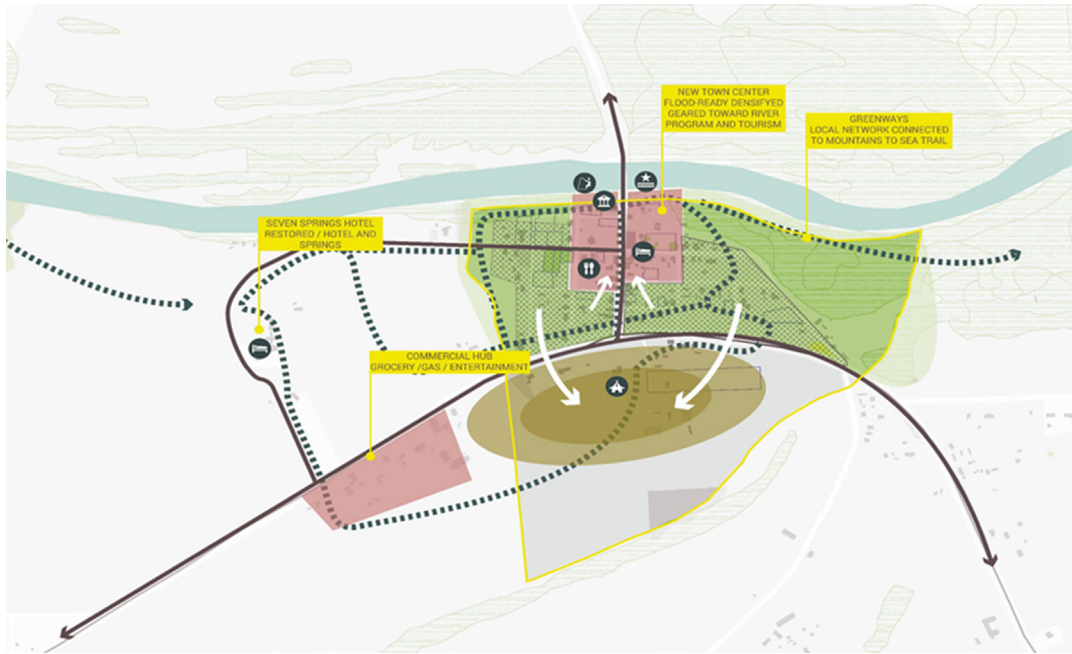 NEW TOWN CENTER
FLOOD-READY DENSIFYED
GEARED TOWARD RIVER
PROGRAM AND TOURISM
GREENWAYS
LOCAL NETWORK CONNECTED
TO MOUNTAINS TO SEA TRAIL
SEVEN SPRINGS HOTEL
RESTORED / HOTEL AND
SPRINGS
COMMERCIAL HUB
GROCERY /GAS / ENTERTAINMENT